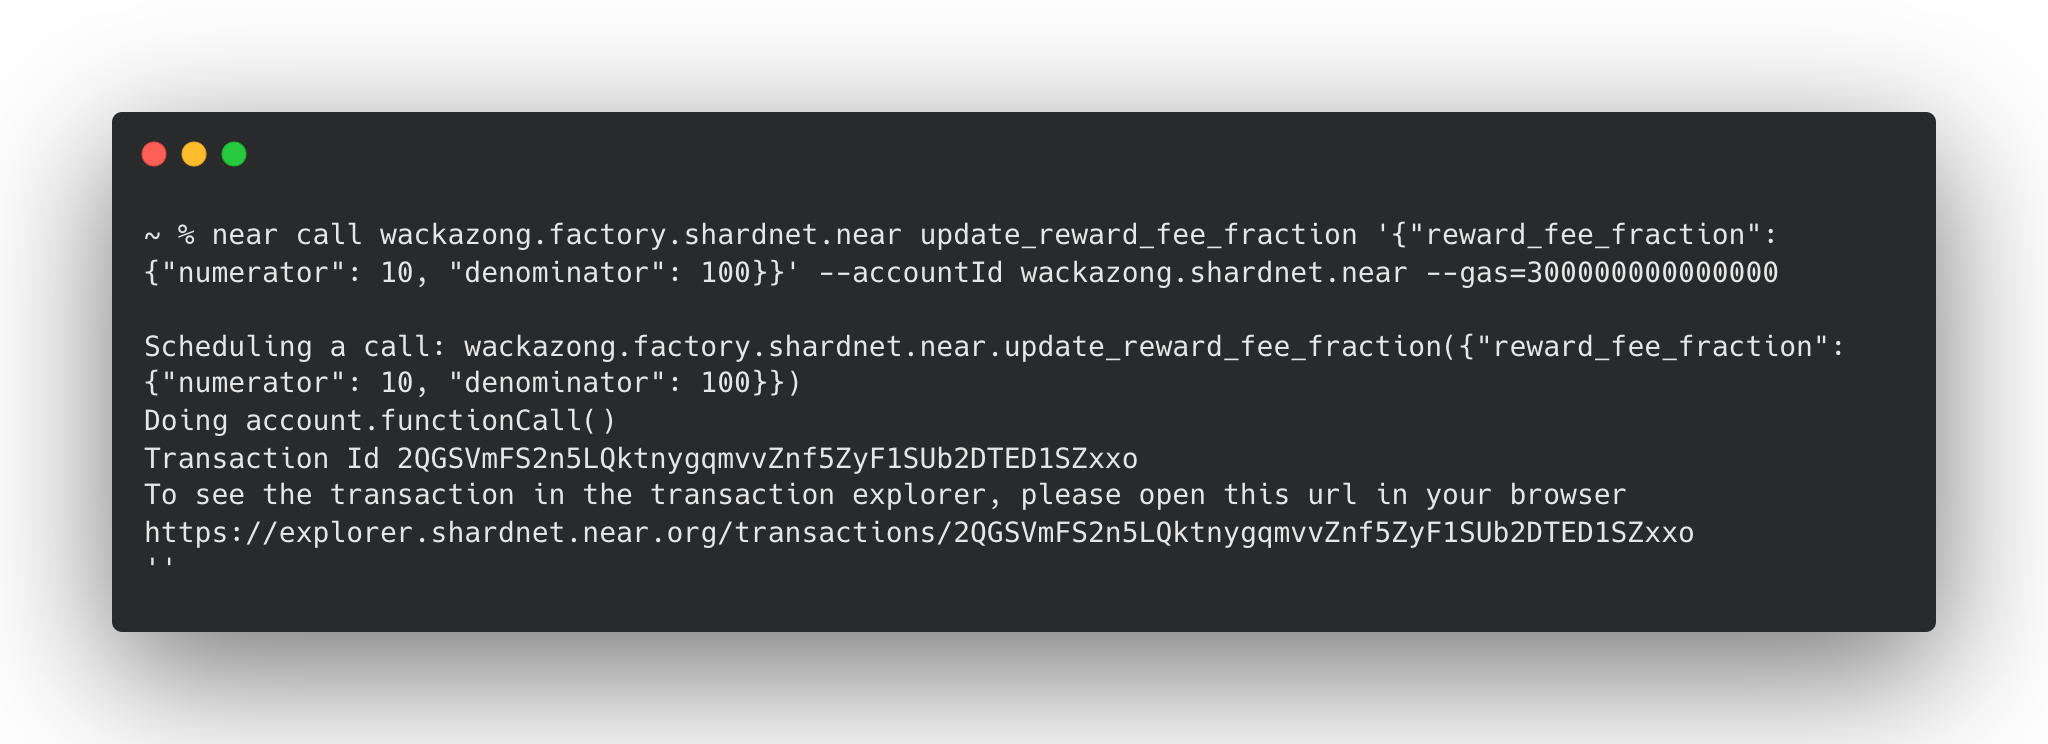 ~ % near call wackazong.factory.shardnet.near update_reward_fee_fraction '{"reward_fee_fraction":
{"numerator": 10, "denominator": 100}}' --accountId wackazong.shardnet.near --gas=300000000000000
Scheduling a call: wackazong.factory.shardnet.near.update_reward_fee_fraction({"reward_fee_fraction":
{"numerator": 10, "denominator": 100}})
Doing account.functionCall()
Transaction Id 2QGSVmFS2n5LQktnygqmvvZnf5ZyF1SUb2DTED1SZxxo
To see the transaction in the transaction explorer, please open this url in your browser
https://explorer.shardnet.near.org/transactions/2QGSVmFS2n5LQktnygqmvvZnf5ZyF1SUb2DTED1SZxxo
''